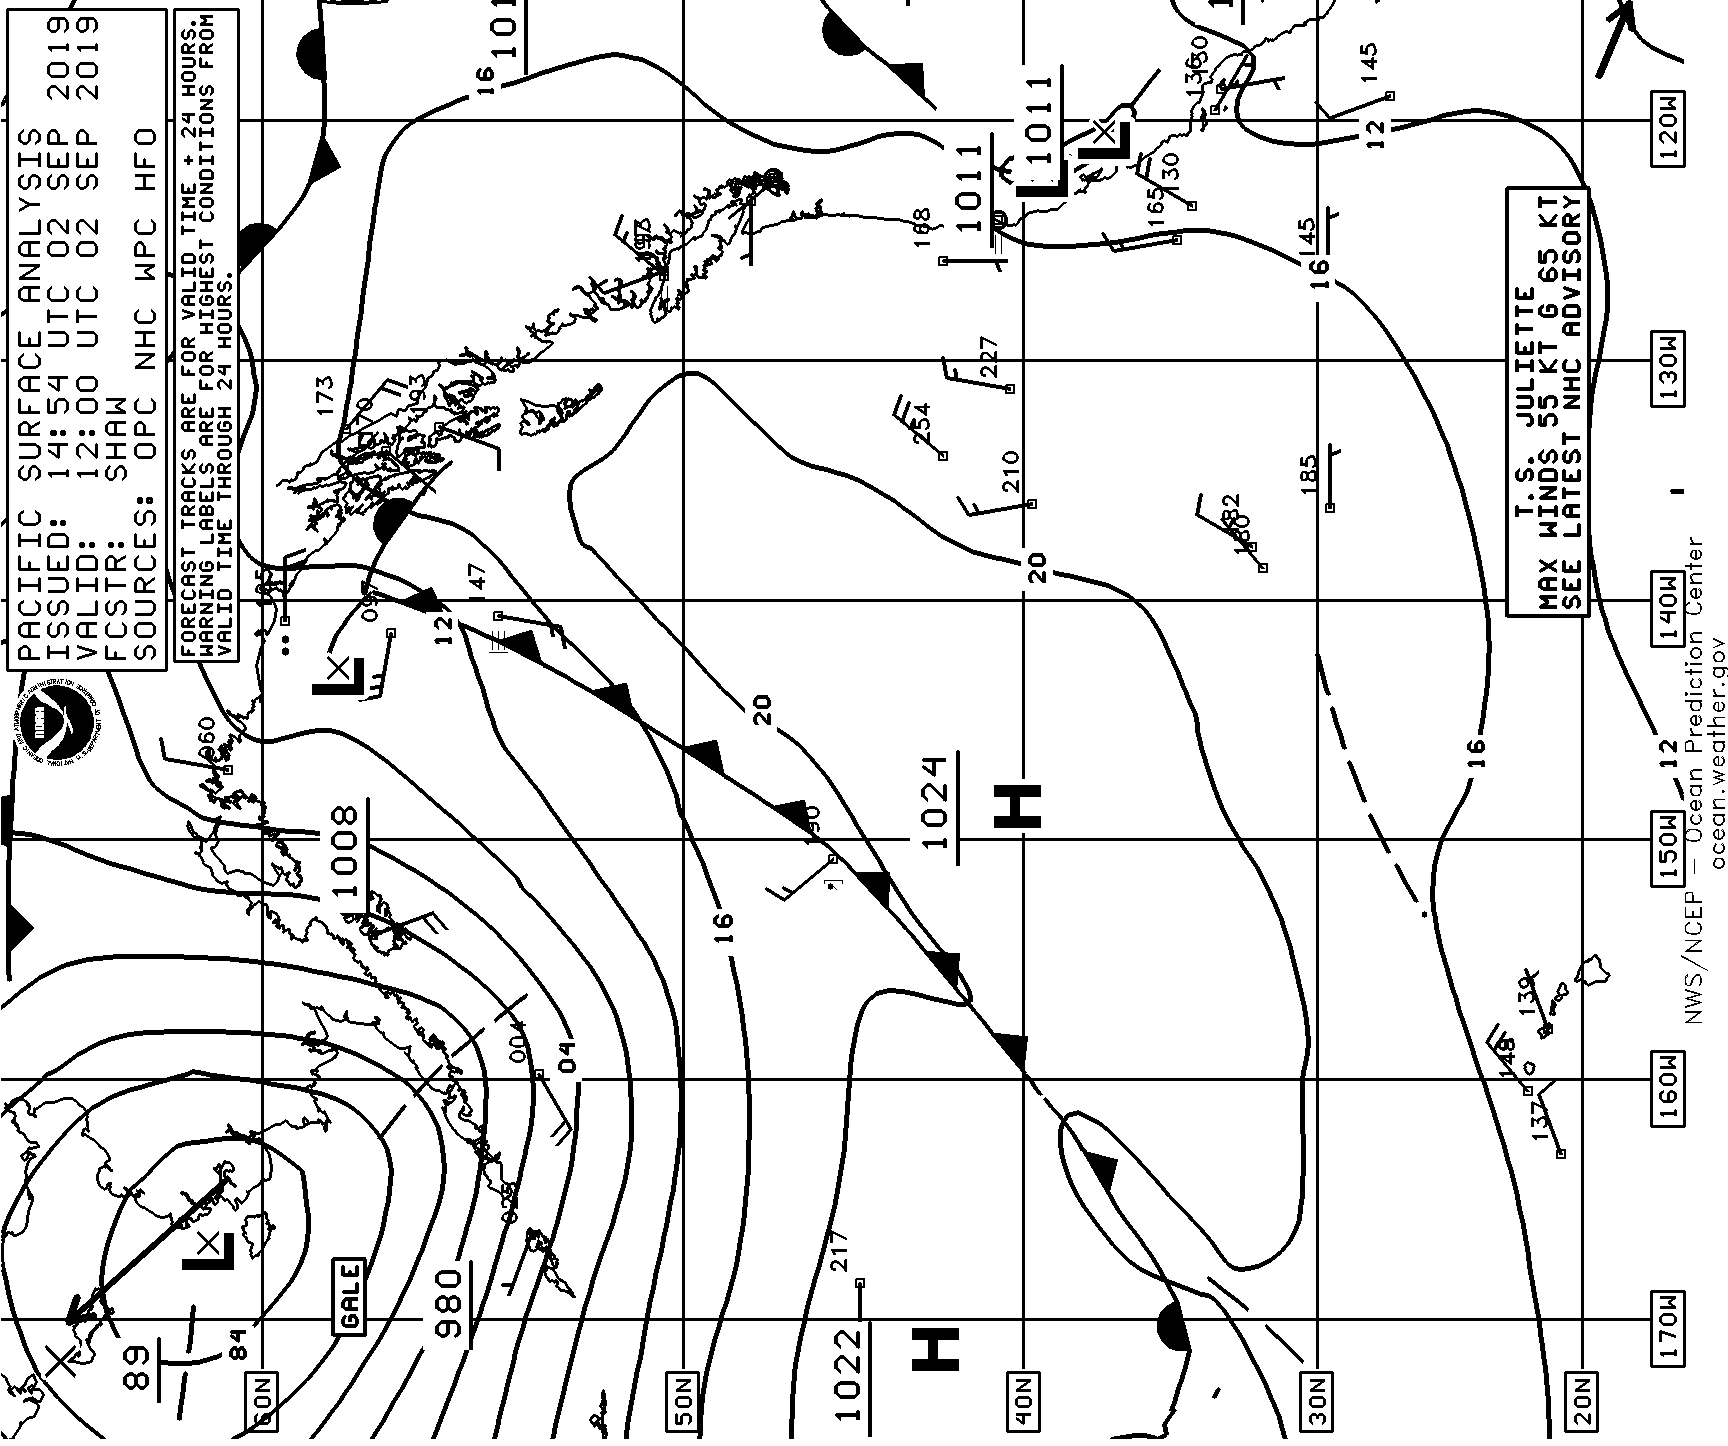 PACIFIC SURFACE ANALYSIS
ISSUED: 14:54 UTC 02 SEP 2019
VALID: 12:00 UTC 02 SEP 2019
FCSTR: SHAW
SOURCES: OPC NHC WPC HFO
FORECAST TRACKS ARE FOR VALID TIME + 24 HOURS.
WARNING LABELS ARE FOR HIGHEST CONDITIONS FROM
VALID TIME THROUGH 24 HOURS.
T.S. JULIETTE
MAX WINDS 55 KT G 65 KT
SEE LATEST NHC ADVISORY
NWS/NCEP – Ocean Prediction Center
ocean.weather.gov
GALE
L
980
89
84
L
1008
L
H
1024
H
1022
1011
L
1011
L
101
16
16
16
16
12
12
12
20
20
04
60N
50N
40N
30N
20N
120W
130W
140W
150W
160W
170W
173
193
147
097
060
004
217
168
227
254
210
165
130
145
145
185
182
180
139
148
137
190